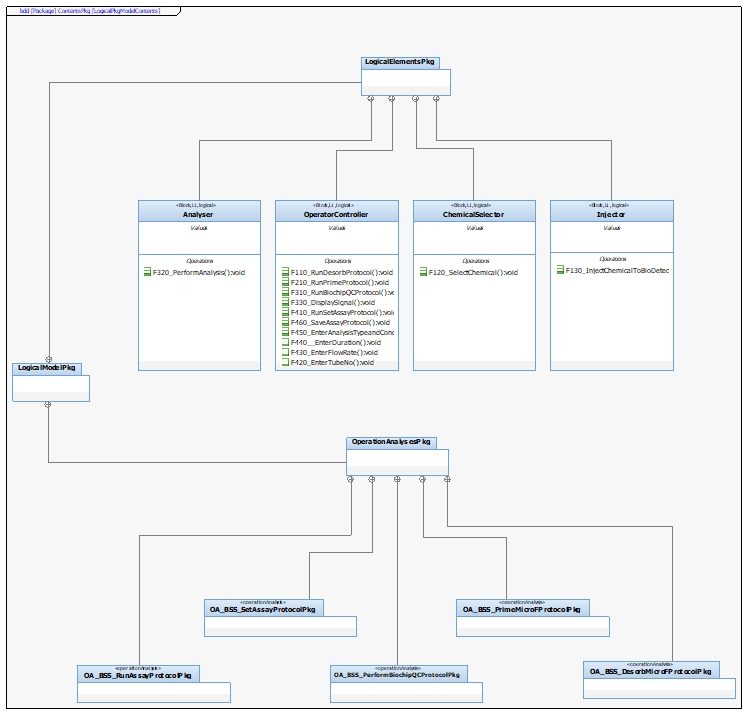 bdd [Package] ContentsPkg [LogicalPkgModelContents]
LogicalElementsPkg
«Block,LL,logical»
Analyser
Values
Operations
F320_PerformAnalysis():void
«Block,LL,logical»
OperatorController
Values
Operations
F110_RunDesorbProtocol():void
F210_RunPrimeProtocol():void
F310_RunBiochipQCProtocol():v
F330_DisplaySignal():void
F410_RunSetAssayProtocol():voi
F460_SaveAssayProtocol():void
F450_EnterAnalysisTypeandConc
F440__EnterDuration():void
F430_EnterFlowRate():void
F420_EnterTubeNo():void
«Block,LL,logical»
ChemicalSelector
Values
Operations
F120_SelectChemical():void
«Block,LL,logical»
Injector
Values
Operations
F130_InjectChemicalToBioDetec
LogicalModelPkg
OperationAnalysesPkg
«operationAnalysis»
OA_BSS_SetAssayProtocolPkg
«operationAnalysis»
OA_BSS_PrimeMicroFProtocolPkg
«operationAnalysis»
OA_BSS_RunAssayProtocolPkg
«operationAnalysis»
OA_BSS_PerformBiochipQCProtocolPkg
«operationAnalysis»
OA_BSS_DesorbMicroFProtocolPkg